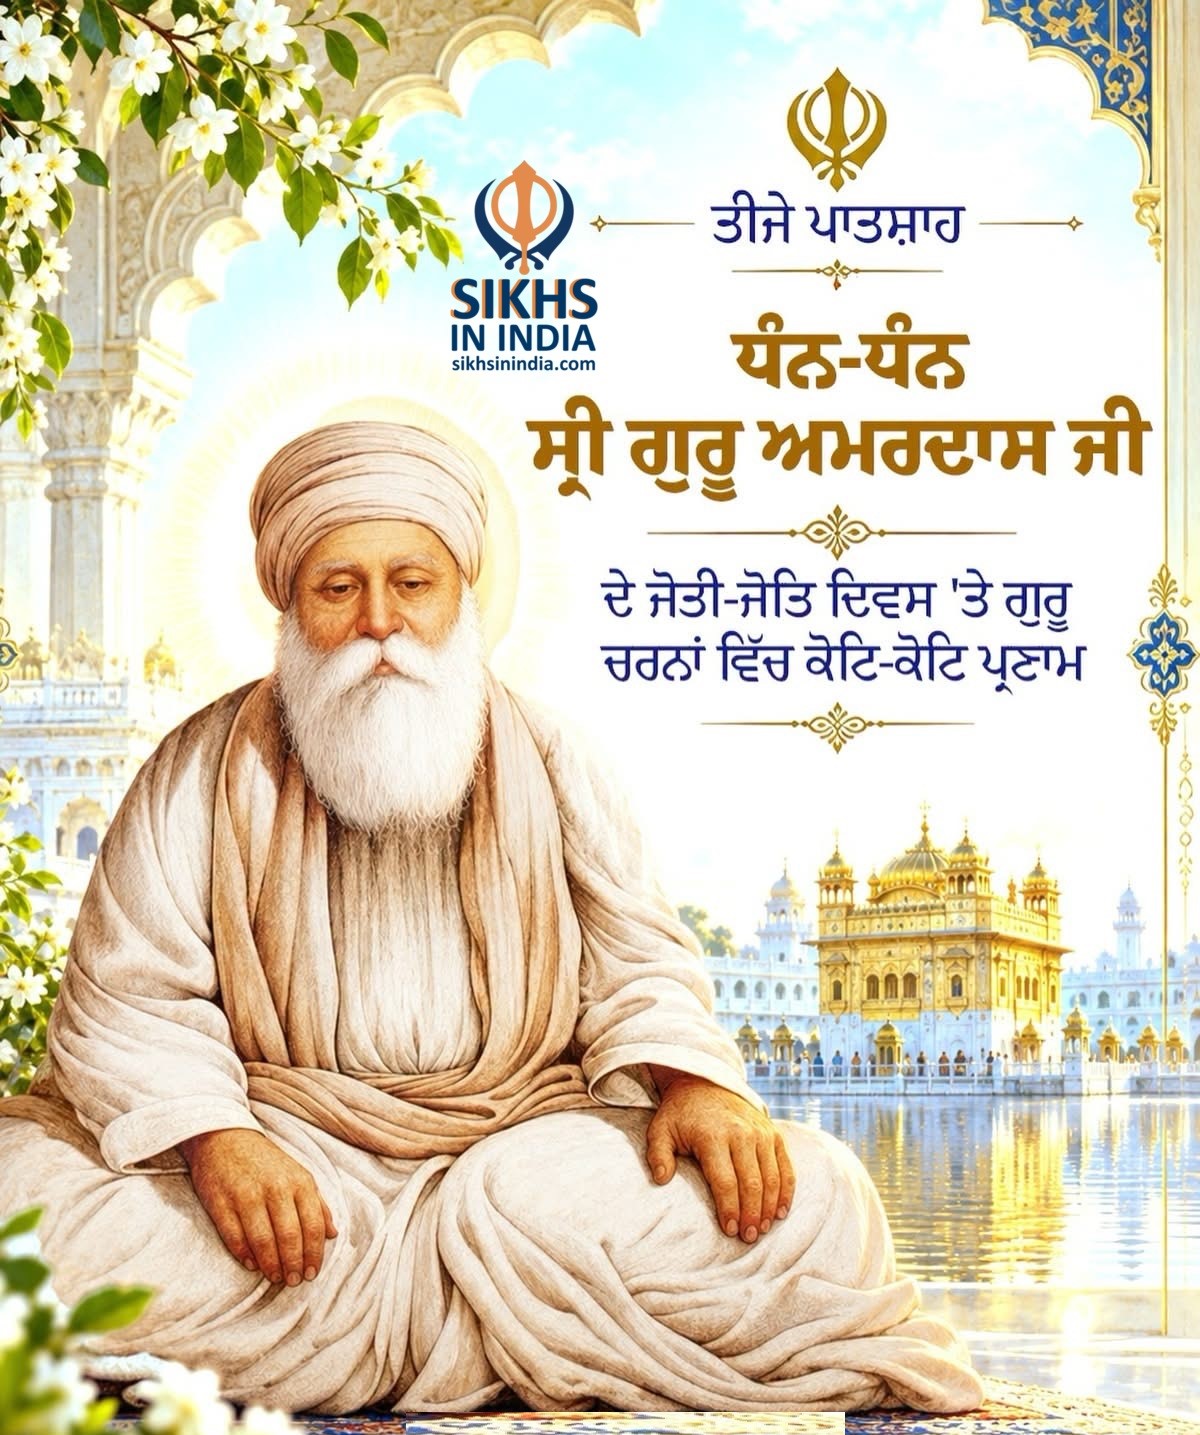 ਤੀਜੇ ਪਾਤਸ਼ਾਹ
SIKHS
IN INDIA
sikhsinindia.com
ਧੰਨ-ਧੰਨ
ਸ੍ਰੀ ਗੁਰੂ ਅਮਰਦਾਸ ਜੀ
ਦੇ ਜੋਤੀ-ਜੋਤਿ ਦਿਵਸ 'ਤੇ ਗੁਰੂ
ਚਰਨਾਂ ਵਿੱਚ ਕੋਟਿ-ਕੋਟਿ ਪ੍ਰਣਾਮ